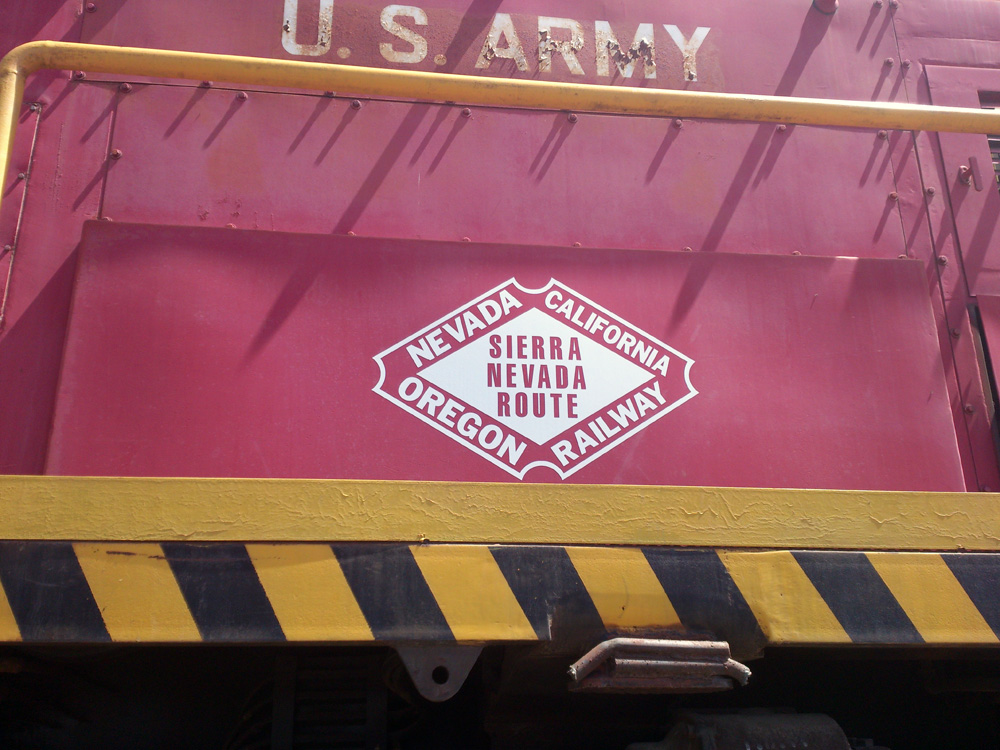 U.S. ARMY
NEVADA
CALIFORNIA
SIERRA
NEVADA
ROUTE
OREGON
RAILWAY